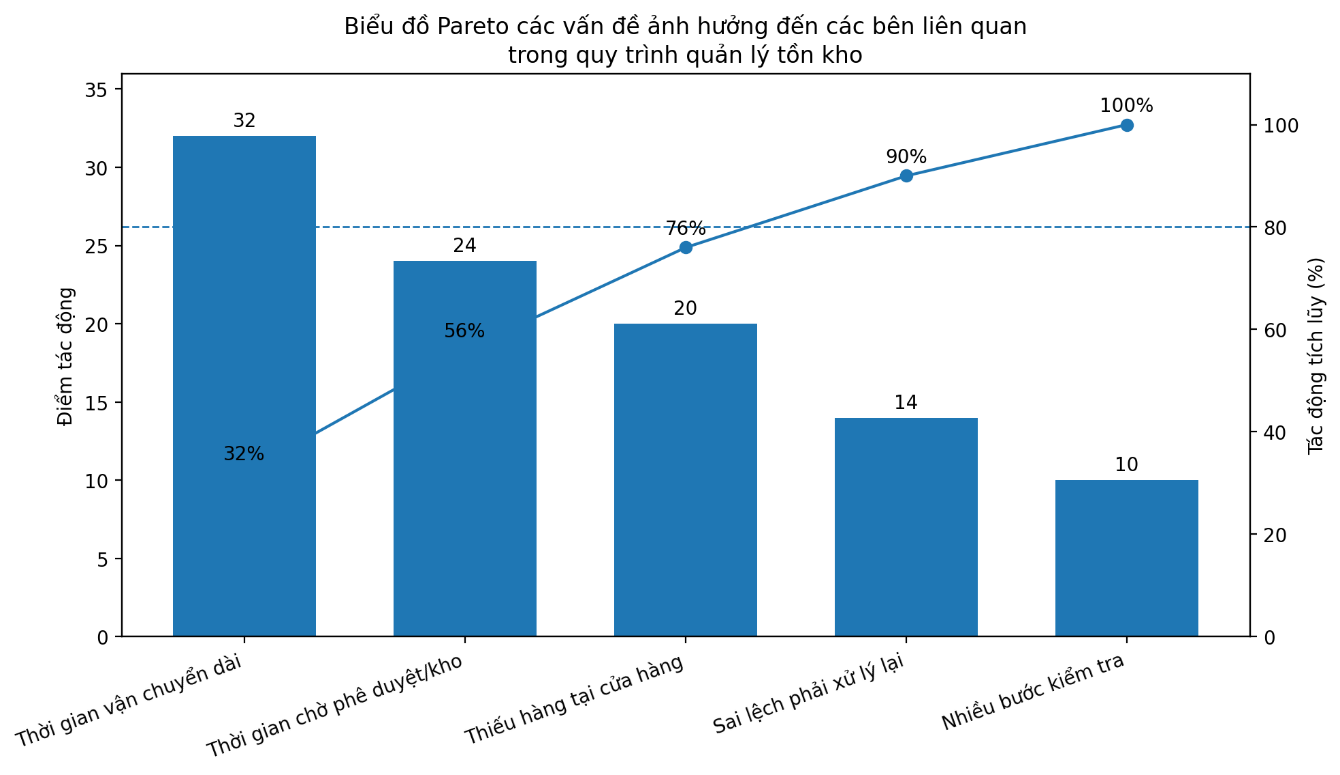 Biểu đồ Pareto các vấn đề ảnh hưởng đến các bên liên quan
trong quy trình quản lý tồn kho
Điểm tác động
35
30
25
20
15
10
5
0
32
24
20
14
10
32%
56%
76%
90%
100%
100
80
60
40
20
0
Tác động tích lũy (%)
Thời gian vận chuyển dài
Thời gian chờ phê duyệt/kho
Thiếu hàng tại cửa hàng
Sai lệch phải xử lý lại
Nhiều bước kiểm tra